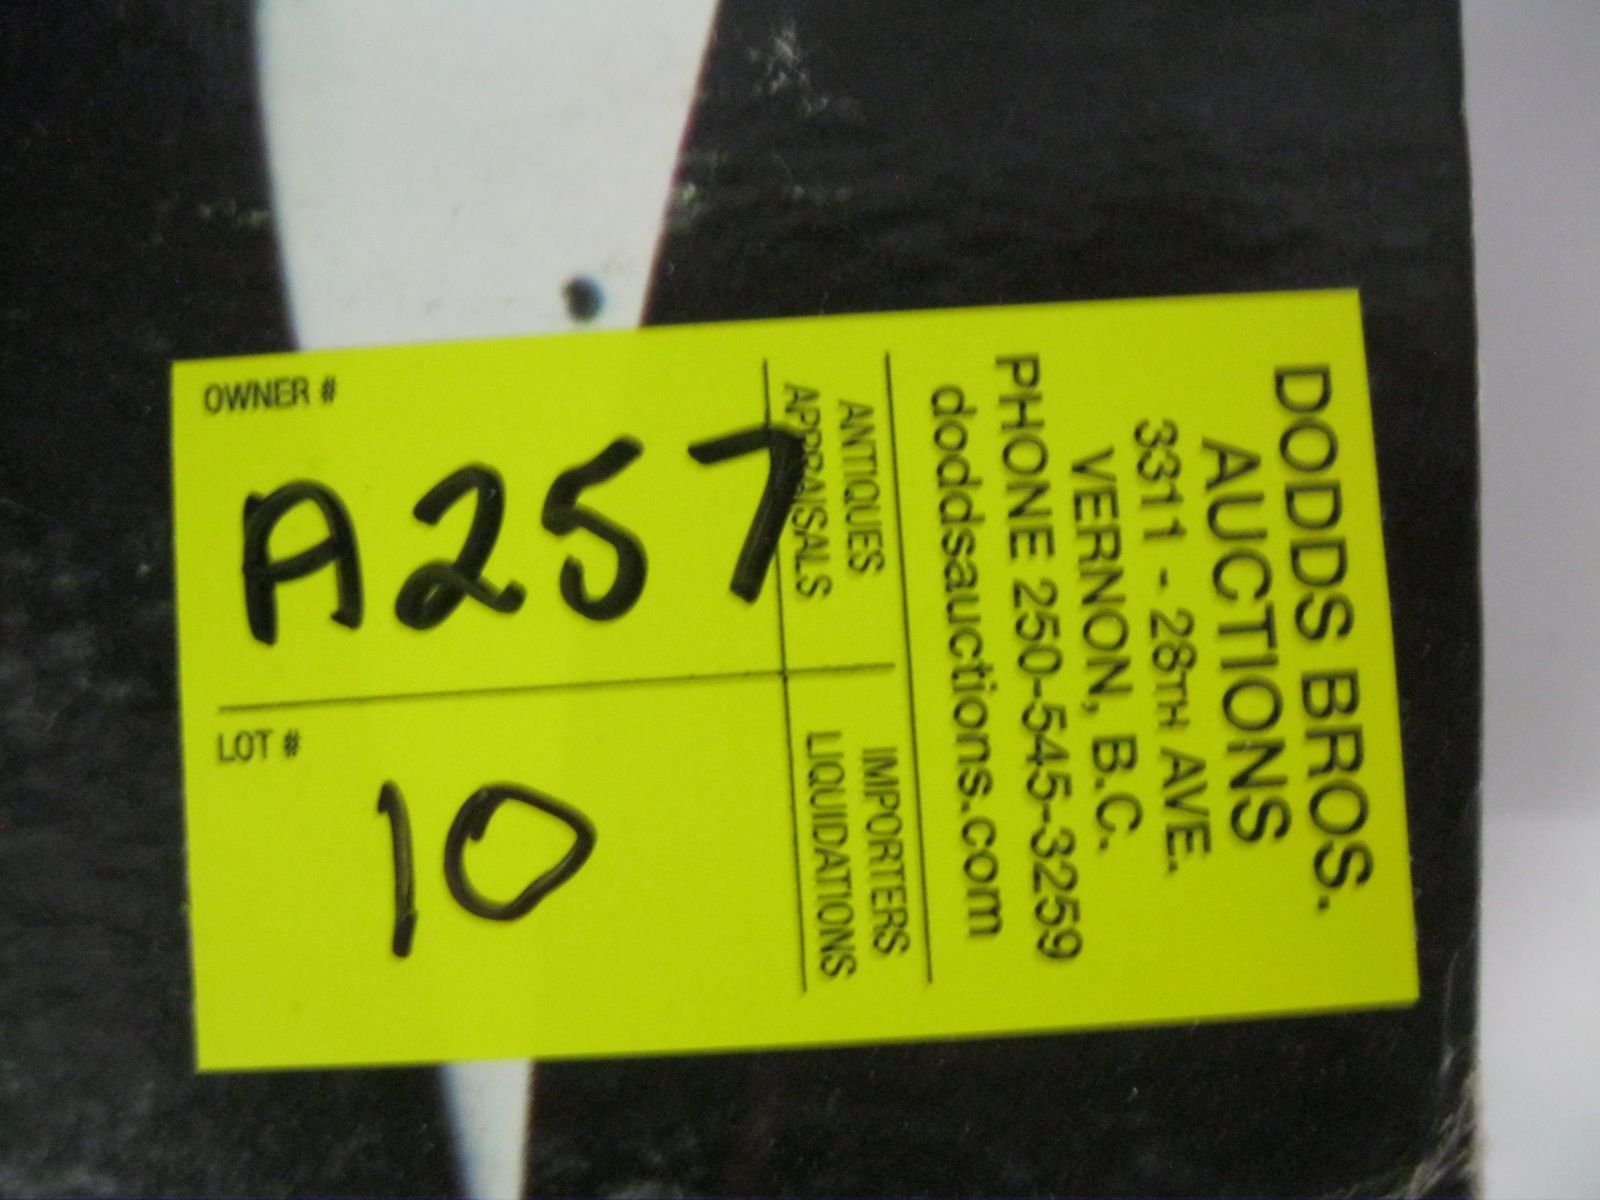 DODDS BROS.
AUCTIONS
3311 - 28TH AVE.
VERNON, B.C.
PHONE 250-545-3259
doddsauctions.com
ANTIQUES
APPRAISALS
IMPORTERS
LIQUIDATIONS
OWNER #
A257
LOT #
10